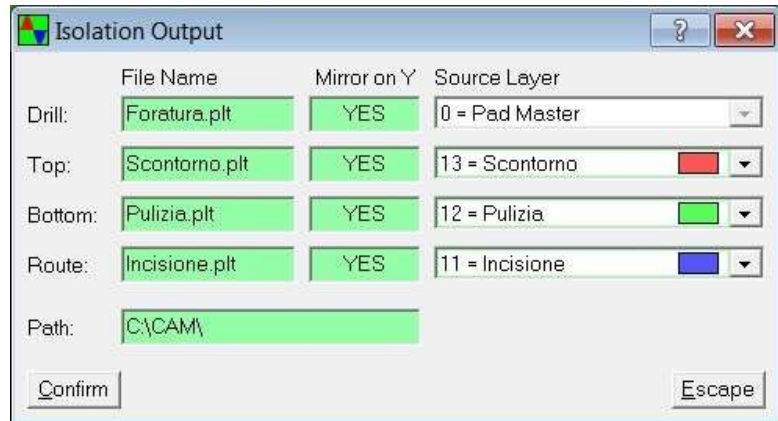 Isolation Output
File Name Mirror on Y Source Layer
Drill: Foratura.plt YES 0 = Pad Master
Top: Scontorno.plt YES 13 = Scontorno
Bottom: Pulizia.plt YES 12 = Pulizia
Route: Incisione.plt YES 11 = Incisione
Path: C:\CAM\
Confirm Escape